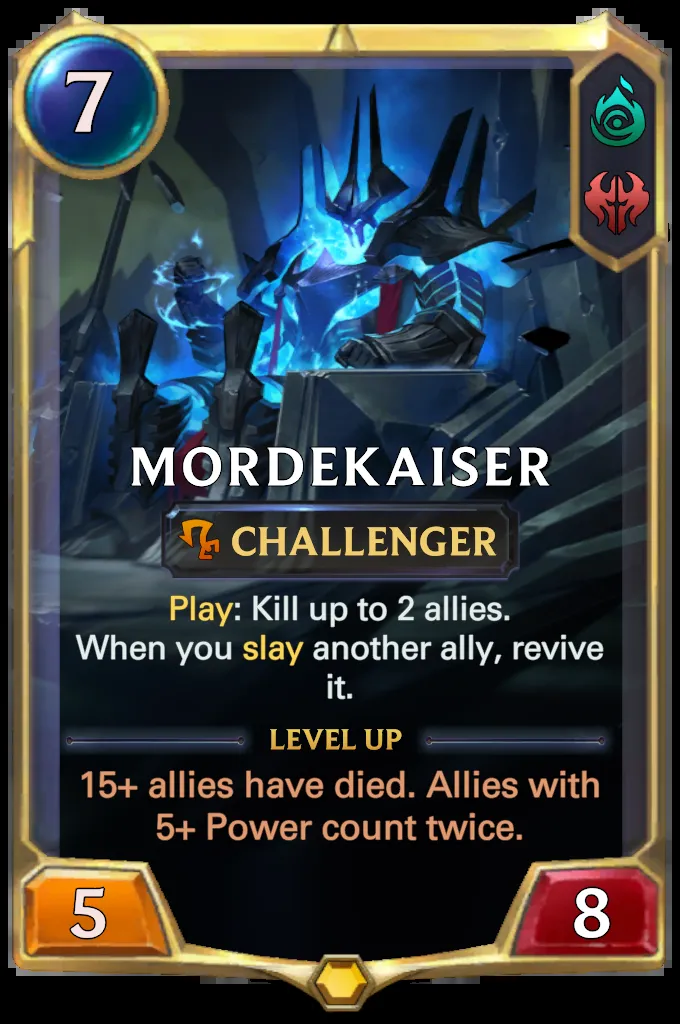 7
MORDEKAISER
CHALLENGER
Play: Kill up to 2 allies.
When you slay another ally, revive
it.
LEVEL UP
15+ allies have died. Allies with
5+ Power count twice.
5
8